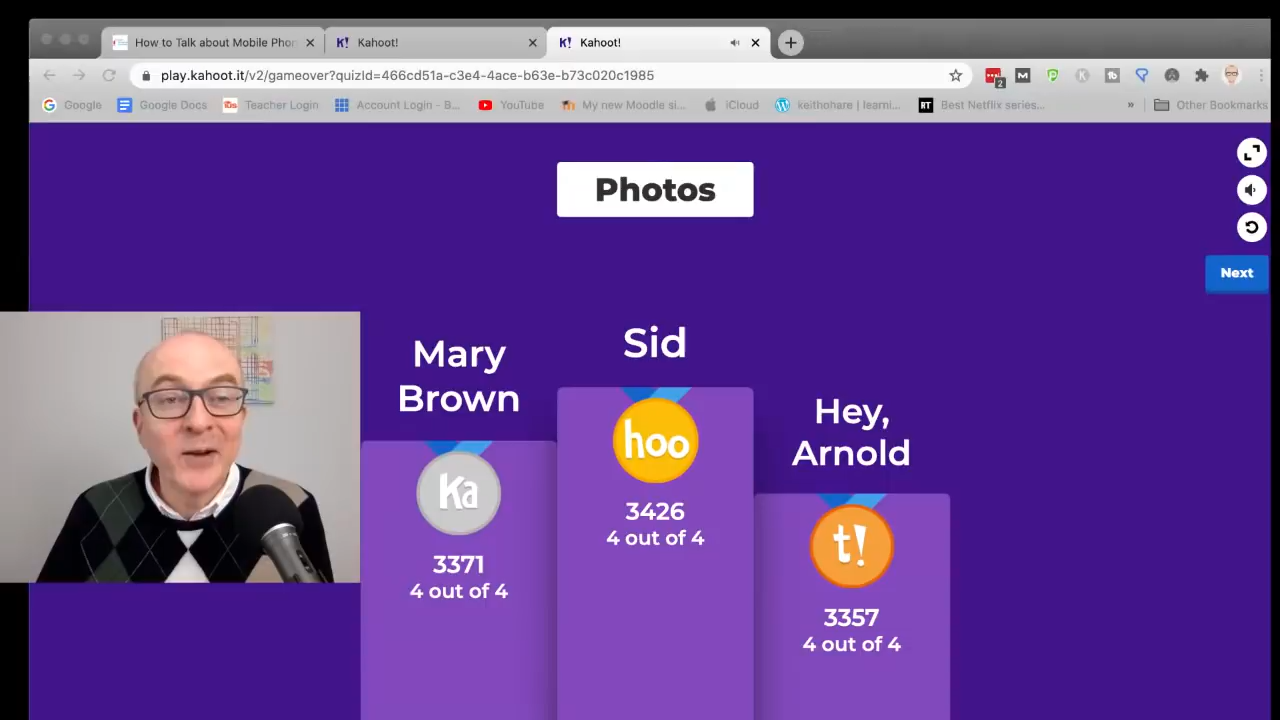 How to Talk about Mobile Phon
Kahoot!
Kahoot!
play.kahoot.it/v2/gameover?quizId=466cd51a-c3e4-4ace-b63e-b73c020c1985
2
Google
Google Docs
Teacher Login
Account Login - B...
YouTube
My new Moodle si...
iCloud
keithohare | learni...
RT
Best Netflix series...
»
Other Bookmarks
Photos
Next
Mary
Brown
Sid
Hey,
Arnold
Ka
hoo
t!
3371
4 out of 4
3426
4 out of 4
3357
4 out of 4